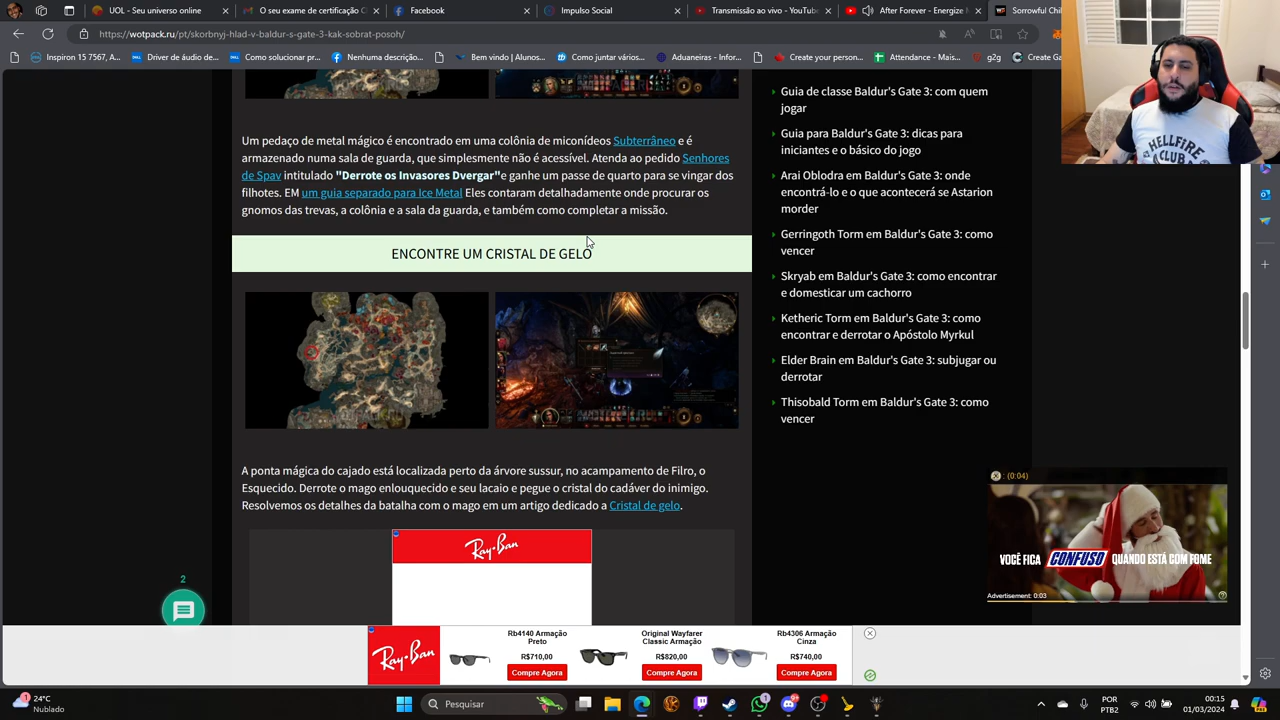 UOL - Seu universo online
O seu exame de certificação C
Facebook
Impulso Social
Transmissão ao vivo - YouTu
After Forever - Energize
Sorrowful Chil
https://wotpack.ru/pt/skorbnyj-hlad-v-baldur-s-gate-3-kak-sobrat-posoh/
Inspiron 15 7567, A...
Driver de áudio de...
Como solucionar pr...
Nenhuma descrição...
Bem vindo | Alunos...
Como juntar vários...
Aduaneiras - Infor...
Create your person...
Attendance - Mais...
g2g
Create Ga
Um pedaço de metal mágico é encontrado em uma colônia de miconídeos Subterrâneo e é
armazenado numa sala de guarda, que simplesmente não é acessível. Atenda ao pedido Senhores
de Spav intitulado "Derrote os Invasores Dvergar"e ganhe um passe de quarto para se vingar dos
filhotes. EM um guia separado para Ice Metal Eles contaram detalhadamente onde procurar os
gnomos das trevas, a colônia e a sala da guarda, e também como completar a missão.
ENCONTRE UM CRISTAL DE GELO
A ponta mágica do cajado está localizada perto da árvore sussur, no acampamento de Filro, o
Esquecido. Derrote o mago enlouquecido e seu lacaio e pegue o cristal do cadáver do inimigo.
Resolvemos os detalhes da batalha com o mago em um artigo dedicado a Cristal de gelo.
Guia de classe Baldur's Gate 3: com quem
jogar
Guia para Baldur's Gate 3: dicas para
iniciantes e o básico do jogo
Arai Oblodra em Baldur's Gate 3: onde
encontrá-lo e o que acontecerá se Astarion
morder
Gerringoth Torm em Baldur's Gate 3: como
vencer
Skryab em Baldur's Gate 3: como encontrar
e domesticar um cachorro
Ketheric Torm em Baldur's Gate 3: como
encontrar e derrotar o Apóstolo Myrkul
Elder Brain em Baldur's Gate 3: subjugar ou
derrotar
Thisobald Torm em Baldur's Gate 3: como
vencer
HELLFIRE
CLUB
: (0:04)
VOCÊ FICA CONFUSO QUANDO ESTÁ COM FOME
Advertisement: 0:03
2
Ray-Ban
Ray-Ban
Rb4140 Armação
Preto
R$710,00
Compre Agora
Original Wayfarer
Classic Armação
R$820,00
Compre Agora
Rb4306 Armação
Cinza
R$740,00
Compre Agora
24°C
Nublado
Pesquisar
POR
PTB2
00:15
01/03/2024